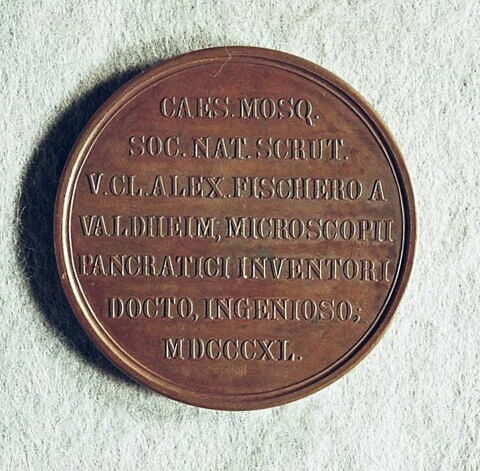 CAES. MOSQ.
SOC. NAT. SCRUT.
V. CL. ALEX. FISCHERO A
VALDHEIM, MICROSCOPII
PANCRATICI INVENTORI
DOCTO, INGENIOSO;
MDCCCXL.